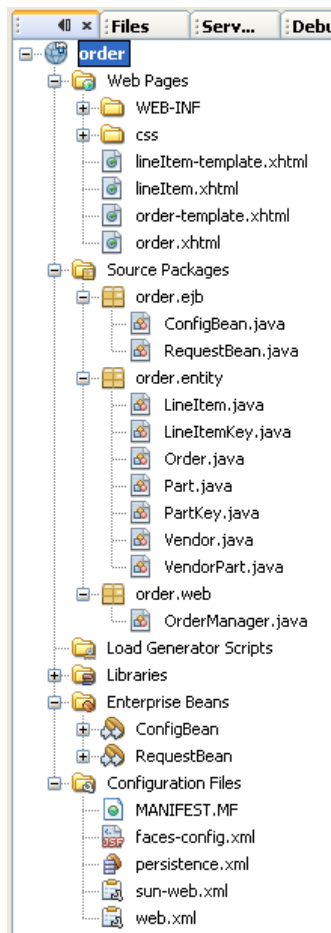 Files Serv... Debu
order
Web Pages
WEB-INF
css
lineItem-template.xhtml
lineItem.xhtml
order-template.xhtml
order.xhtml
Source Packages
order.ejb
ConfigBean.java
RequestBean.java
order.entity
LineItem.java
LineItemKey.java
Order.java
Part.java
PartKey.java
Vendor.java
VendorPart.java
order.web
OrderManager.java
Load Generator Scripts
Libraries
Enterprise Beans
ConfigBean
RequestBean
Configuration Files
MANIFEST.MF
faces-config.xml
persistence.xml
sun-web.xml
web.xml